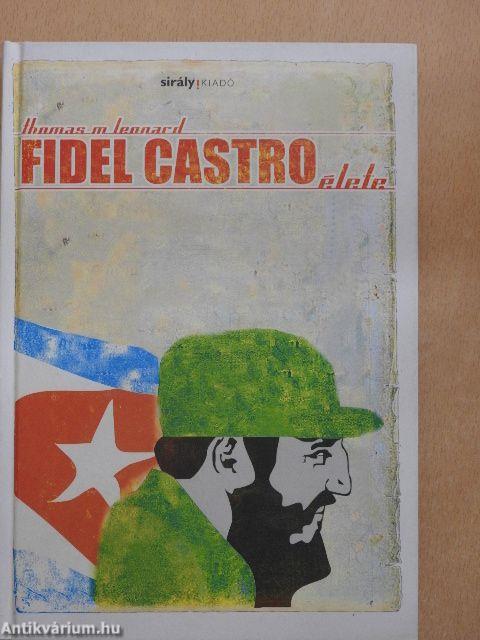 sirály!KIADÓ
thomas m leonard
FIDEL CASTRO élete
Antikvárium.hu